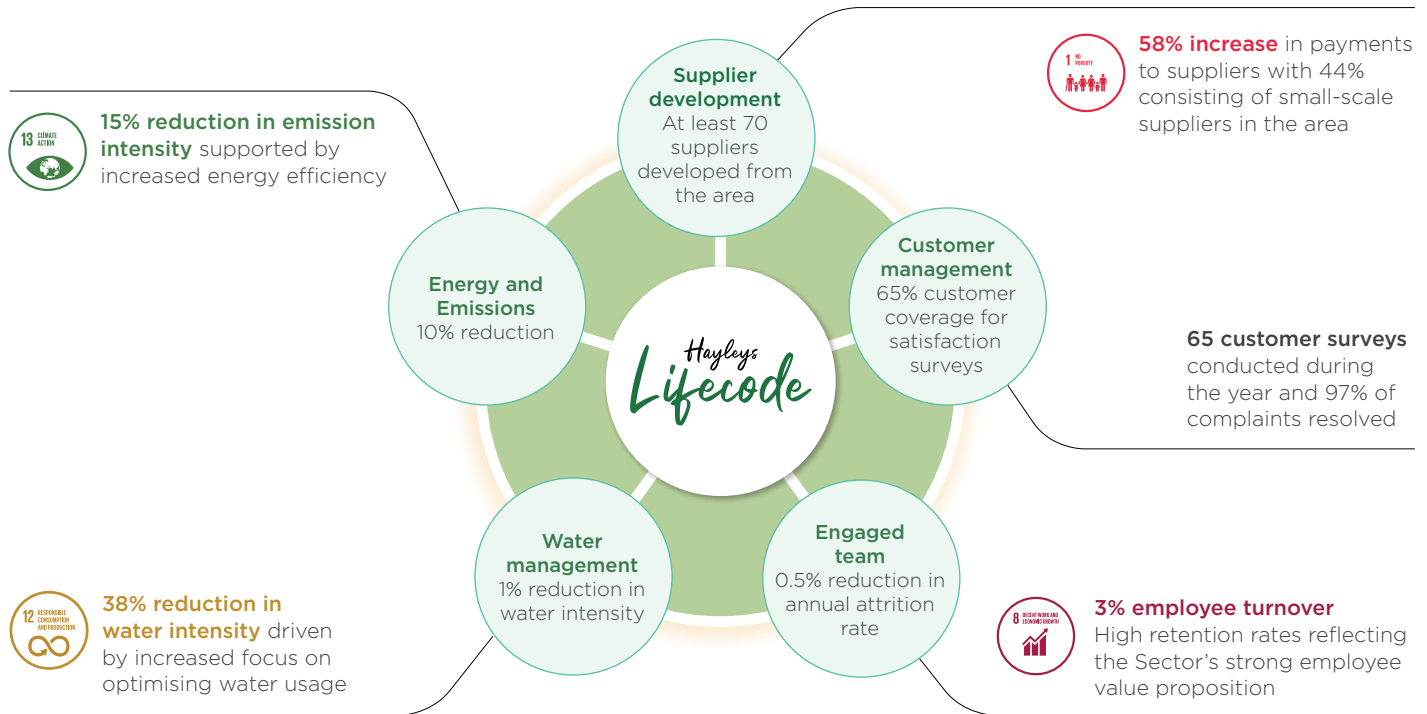 Supplier
development
At least 70
suppliers
developed from
the area
1 NO
POVERTY
58% increase in payments
to suppliers with 44%
consisting of small-scale
suppliers in the area
13 CLIMATE
ACTION
15% reduction in emission
intensity supported by
increased energy efficiency
Energy and
Emissions
10% reduction
Customer
management
65% customer
coverage for
satisfaction
surveys
Hayleys
Lifecode
65 customer surveys
conducted during
the year and 97% of
complaints resolved
Water
management
1% reduction in
water intensity
Engaged
team
0.5% reduction in
annual attrition
rate
12 RESPONSIBLE
CONSUMPTION
AND PRODUCTION
38% reduction in
water intensity driven
by increased focus on
optimising water usage
8 DECENT WORK AND
ECONOMIC GROWTH
3% employee turnover
High retention rates reflecting
the Sector's strong employee
value proposition